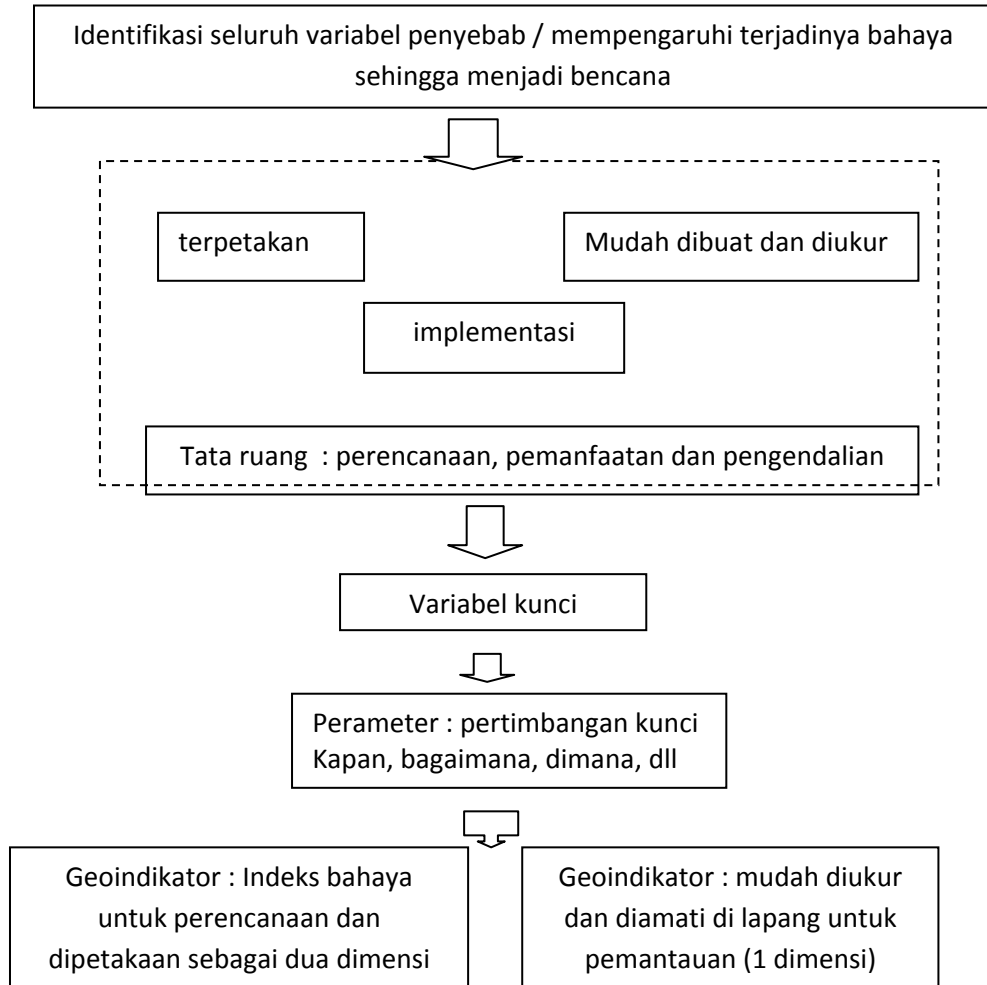 Identifikasi seluruh variabel penyebab / mempengaruhi terjadinya bahaya
sehingga menjadi bencana
terpetakan
Mudah dibuat dan diukur
implementasi
Tata ruang : perencanaan, pemanfaatan dan pengendalian
Variabel kunci
Perameter : pertimbangan kunci
Kapan, bagaimana, dimana, dll
Geoindikator : Indeks bahaya
untuk perencanaan dan
dipetakaan sebagai dua dimensi
Geoindikator : mudah diukur
dan diamati di lapang untuk
pemantauan (1 dimensi)